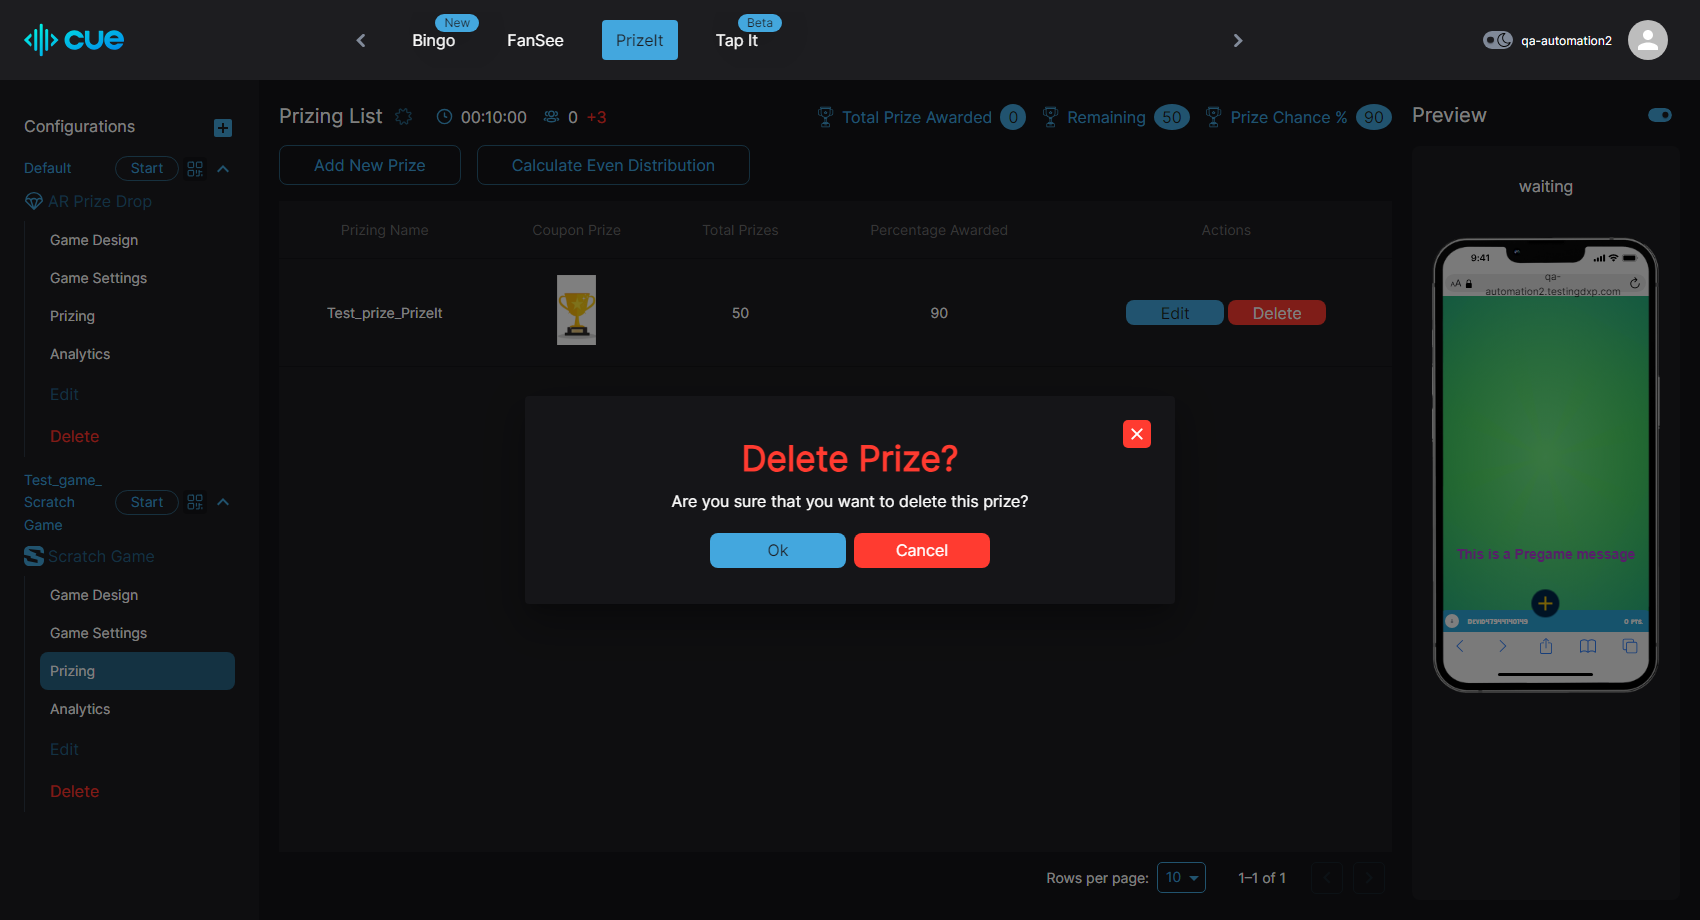 cue
New
Bingo
FanSee
PrizeIt
Beta
Tap It
qa-automation2
Configurations
Default
Start
AR Prize Drop
Game Design
Game Settings
Prizing
Analytics
Edit
Delete
Test_game_
Scratch
Game
Start
Scratch Game
Game Design
Game Settings
Prizing
Analytics
Edit
Delete
Prizing List
00:10:00
0 +3
Total Prize Awarded 0
Remaining 50
Prize Chance % 90
Add New Prize
Calculate Even Distribution
Prizing Name
Coupon Prize
Total Prizes
Percentage Awarded
Actions
Test_prize_PrizeIt
50
90
Edit
Delete
Delete Prize?
Are you sure that you want to delete this prize?
Ok
Cancel
Rows per page: 10
1–1 of 1
Preview
waiting
9:41
AA
qa-
automation2.testingdxp.com
This is a Pregame message
0 PTS.